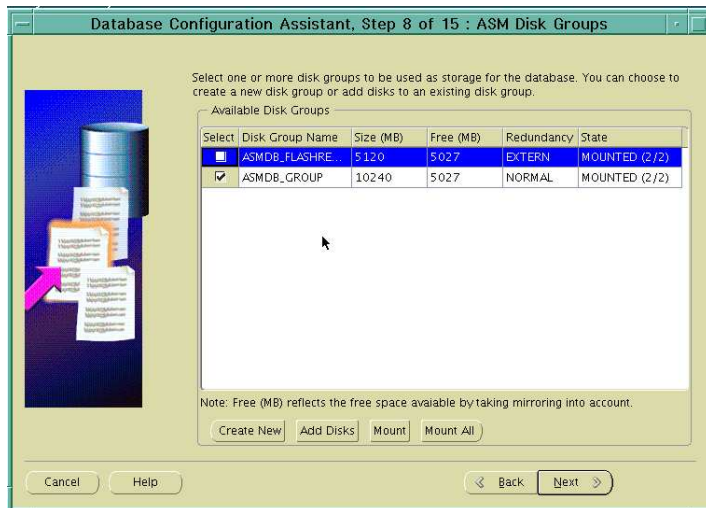 Database Configuration Assistant, Step 8 of 15 : ASM Disk Groups
Select one or more disk groups to be used as storage for the database. You can choose to
create a new disk group or add disks to an existing disk group.
Available Disk Groups
Select Disk Group Name Size (MB) Free (MB) Redundancy State
ASMDB_FLASHRE... 5120 5027 EXTERN MOUNTED (2/2)
ASMDB_GROUP 10240 5027 NORMAL MOUNTED (2/2)
Note: Free (MB) reflects the free space avaiable by taking mirroring into account.
Create New Add Disks Mount Mount All
Cancel Help Back Next